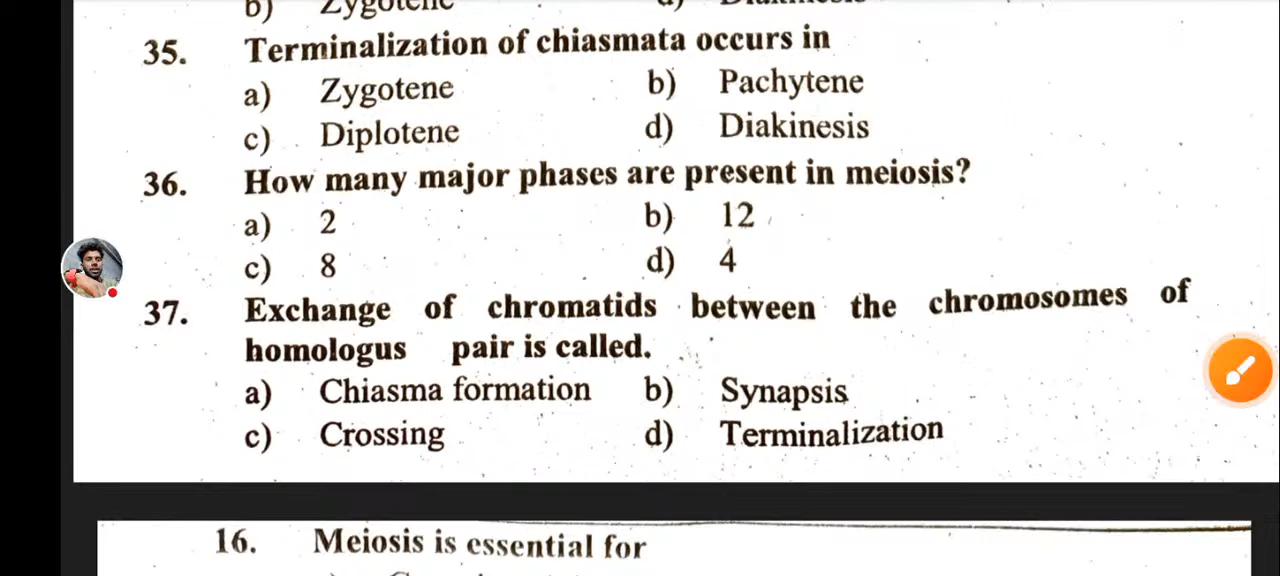 b) Zygotene d) Diakinesis
35. Terminalization of chiasmata occurs in
a) Zygotene b) Pachytene
c) Diplotene d) Diakinesis
36. How many major phases are present in meiosis?
a) 2 b) 12
c) 8 d) 4
37. Exchange of chromatids between the chromosomes of
homologus pair is called.
a) Chiasma formation b) Synapsis
c) Crossing d) Terminalization
16. Meiosis is essential for